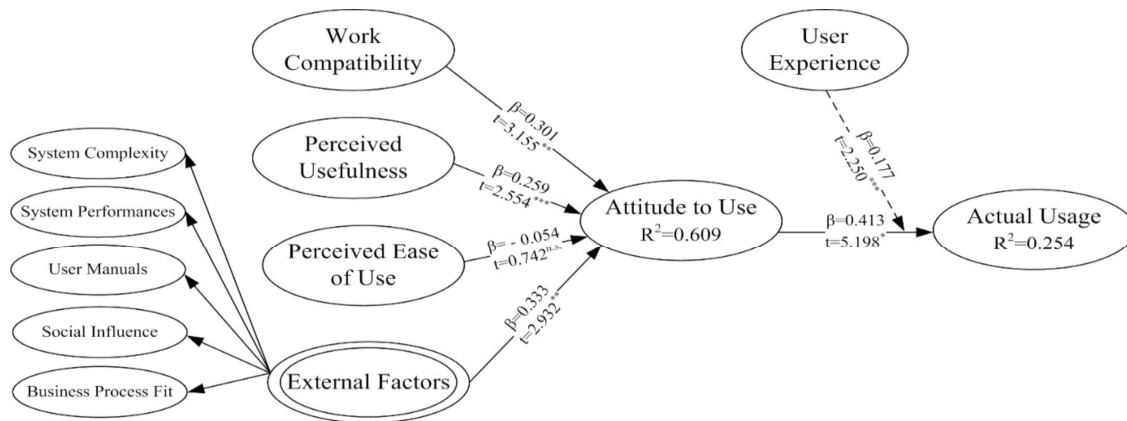 Work
Compatibility
User
Experience
β=0.301
t=3.155**
β=0.177
t=2.250***
System Complexity
Perceived
Usefulness
β=0.259
t=2.554***
System Performances
Attitude to Use
R²=0.609
β=0.413
t=5.198*
Actual Usage
R²=0.254
User Manuals
Perceived Ease
of Use
β= - 0.054
t=0.742n.s.
Social Influence
β=0.333
t=2.932**
External Factors
Business Process Fit